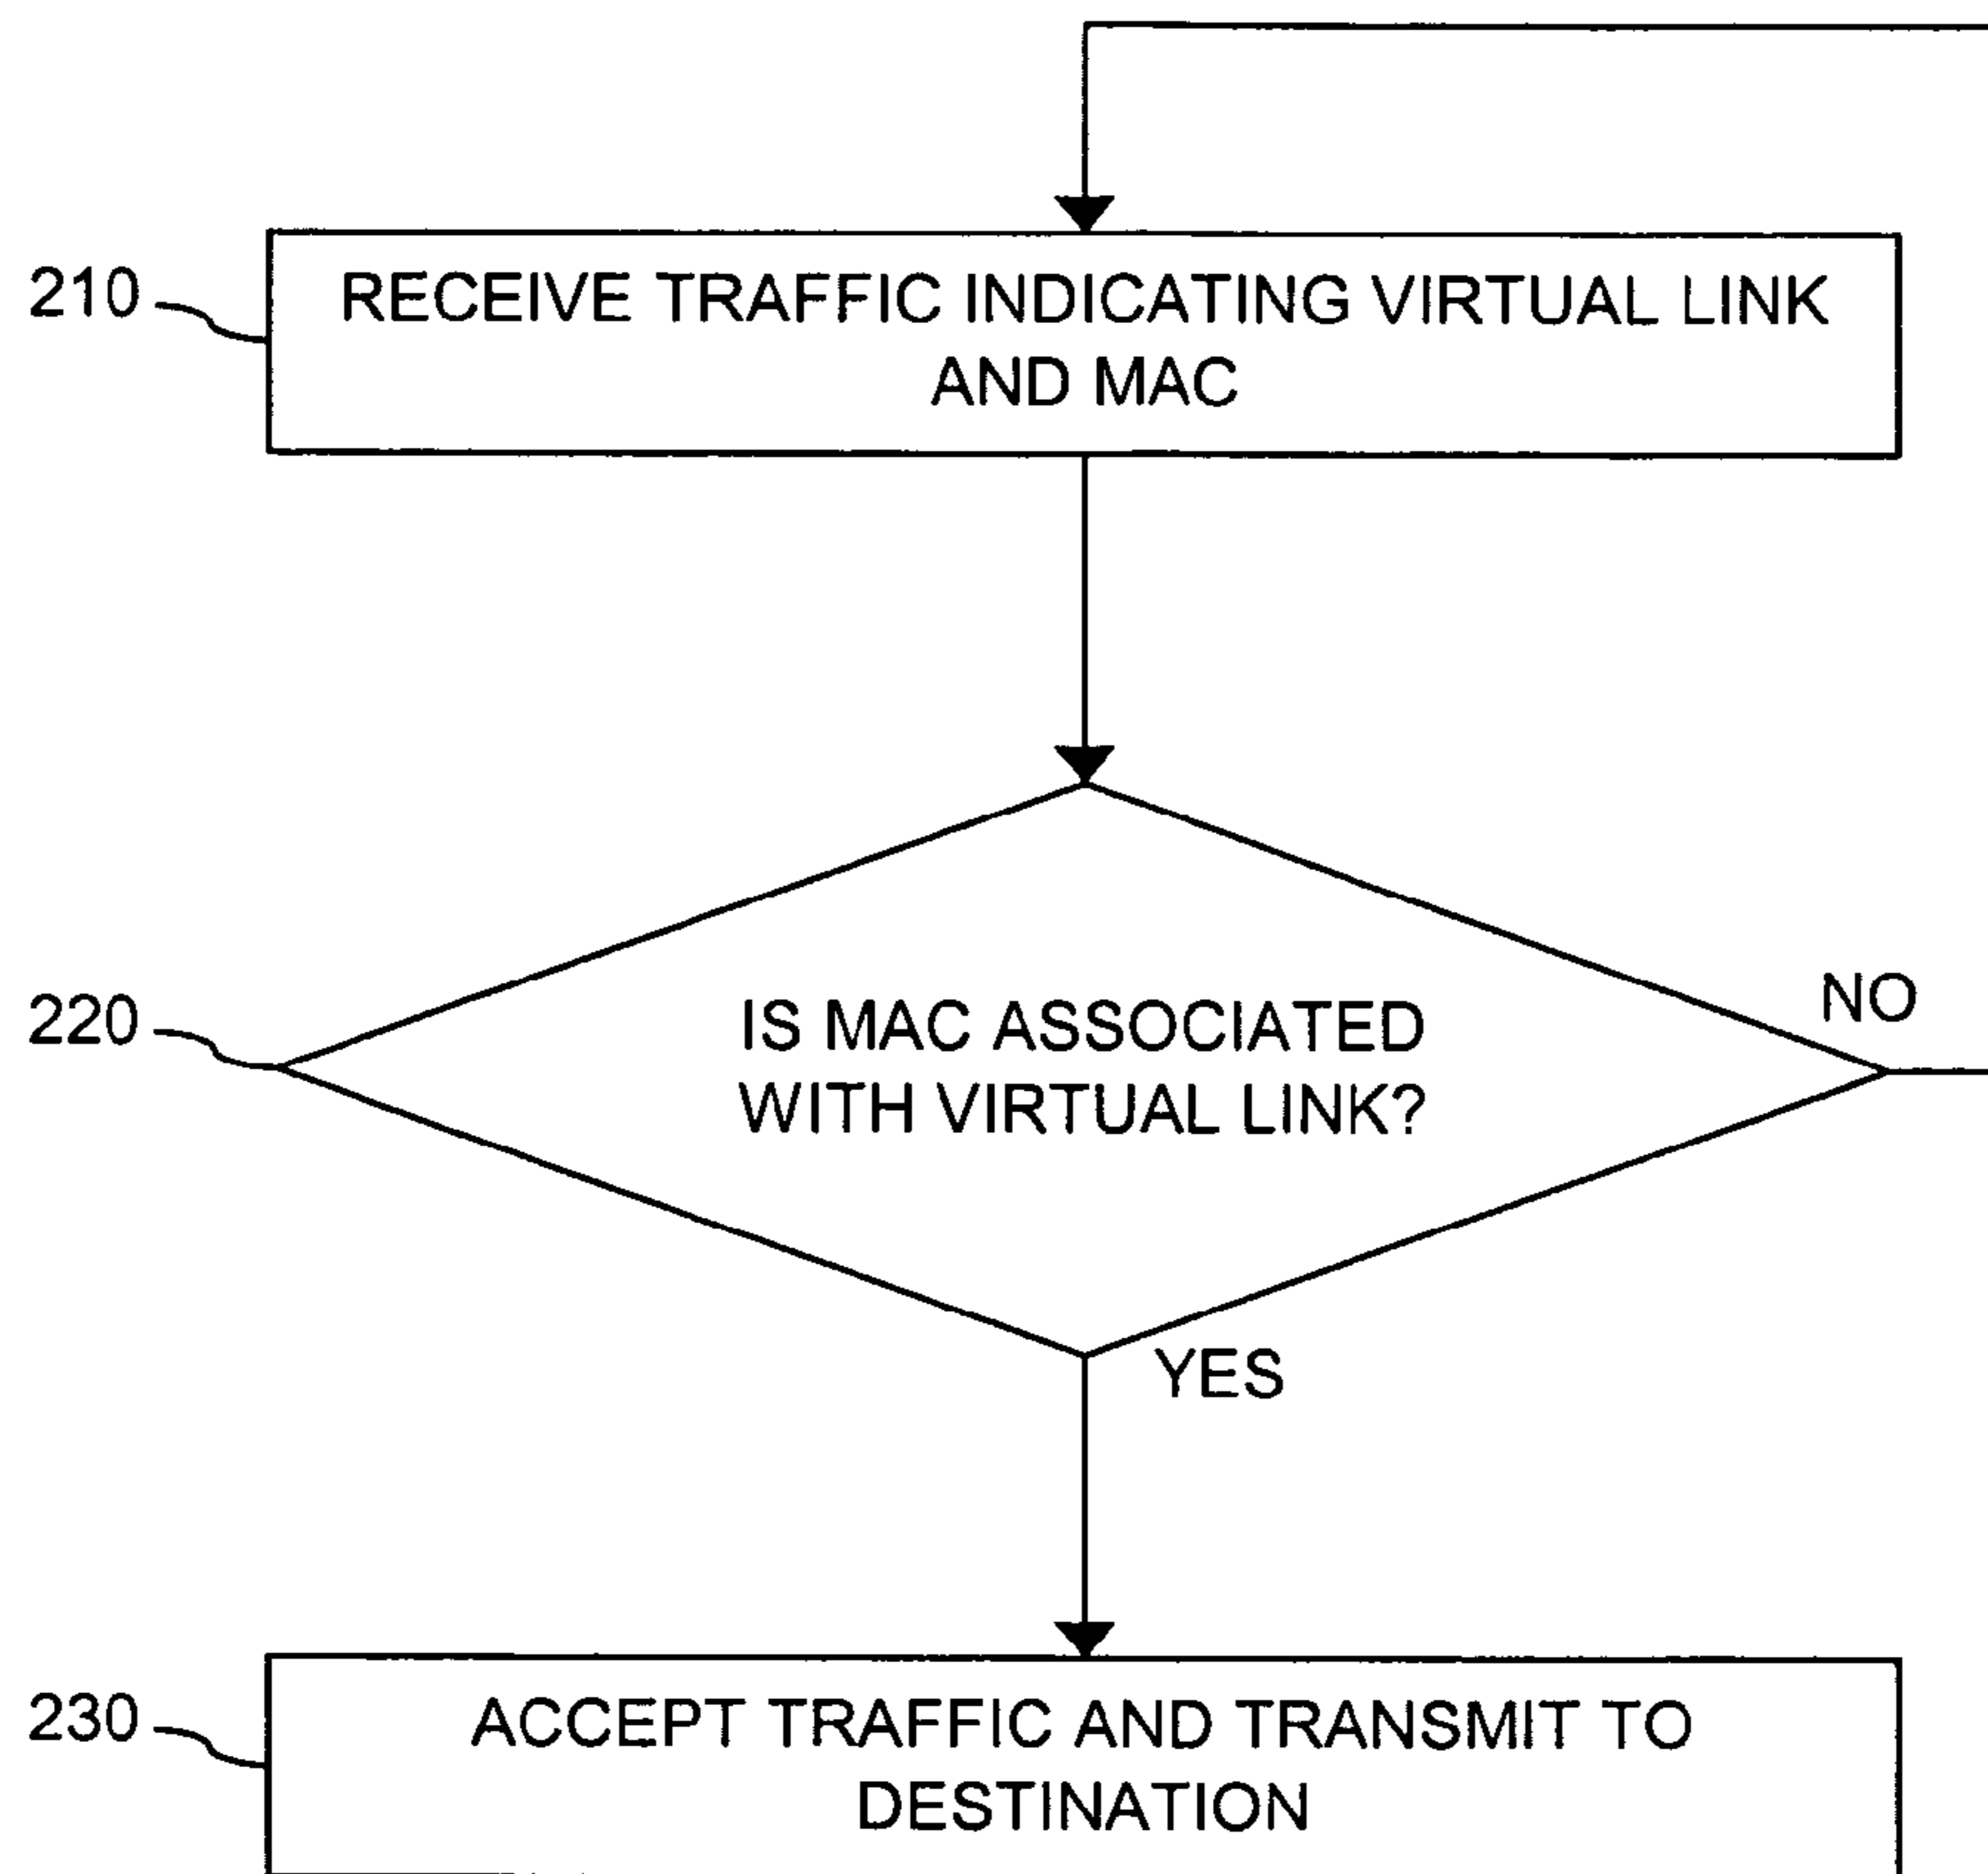 210
RECEIVE TRAFFIC INDICATING VIRTUAL LINK
AND MAC
220
IS MAC ASSOCIATED
WITH VIRTUAL LINK?
NO
YES
230
ACCEPT TRAFFIC AND TRANSMIT TO
DESTINATION